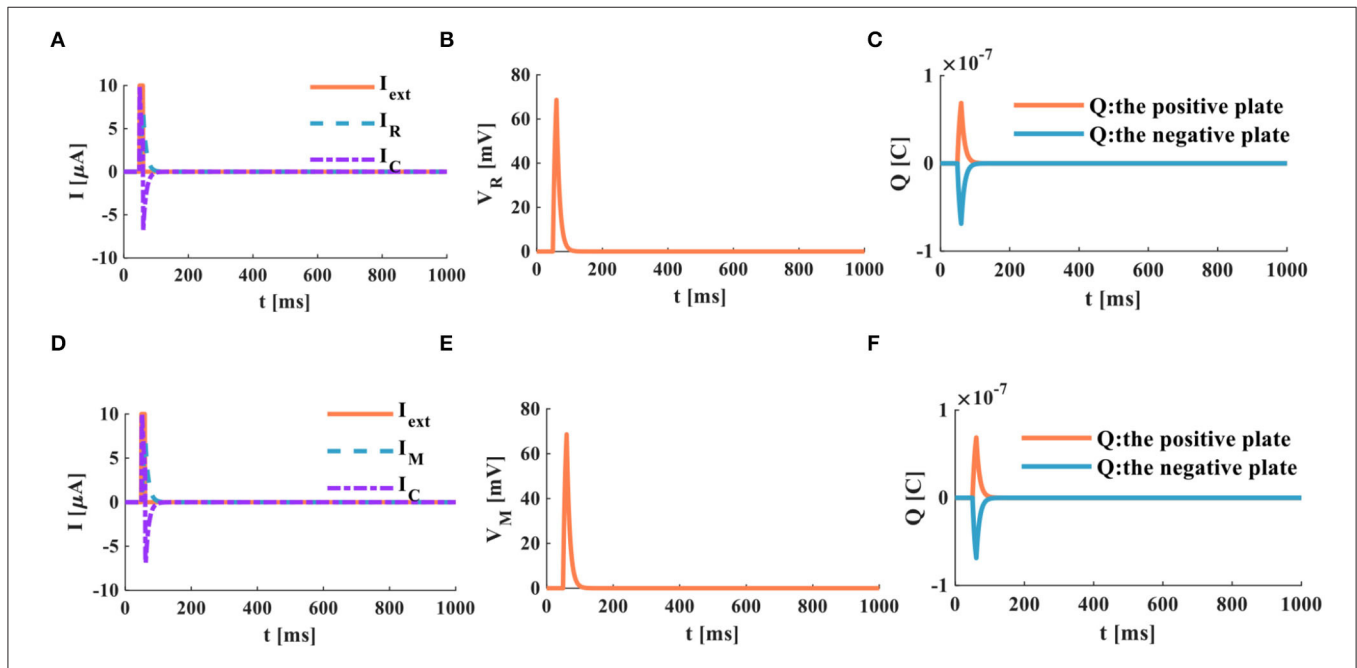 A
I [μA]
10
5
0
-5
-10
0 200 400 600 800 1000
t [ms]
I_ext
I_R
I_C
B
V_R [mV]
80
60
40
20
0
0 200 400 600 800 1000
t [ms]
C
×10^-7
1
0
-1
Q [C]
0 200 400 600 800 1000
t [ms]
Q:the positive plate
Q:the negative plate
D
I [μA]
10
5
0
-5
-10
0 200 400 600 800 1000
t [ms]
I_ext
I_M
I_C
E
V_M [mV]
80
60
40
20
0
0 200 400 600 800 1000
t [ms]
F
×10^-7
1
0
-1
Q [C]
0 200 400 600 800 1000
t [ms]
Q:the positive plate
Q:the negative plate